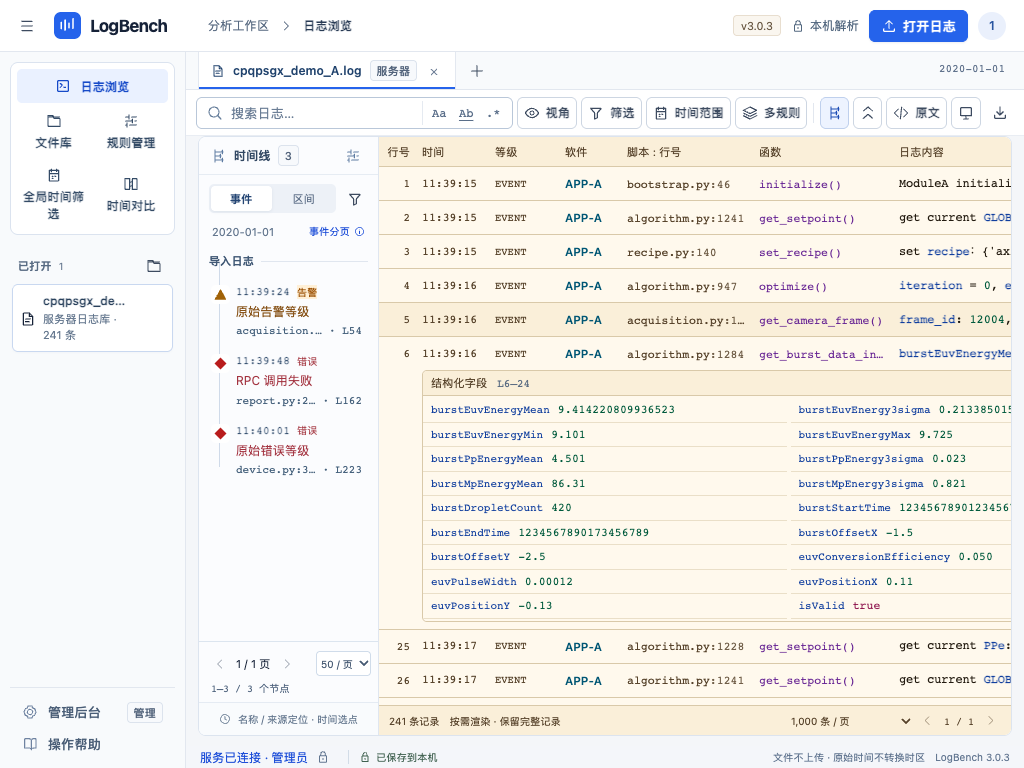 LogBench
分析工作区
日志浏览
v3.0.3
本机解析
打开日志
1
日志浏览
文件库
规则管理
全局时间筛
选
时间对比
已打开 1
cpqpsgx_de…
服务器日志库 ·
241 条
管理后台
管理
操作帮助
cpqpsgx_demo_A.log
服务器
2020-01-01
搜索日志…
Aa
Ab
.*
视角
筛选
时间范围
多规则
原文
时间线
3
事件
区间
2020-01-01
事件分页
导入日志
11:39:24 告警
原始告警等级
acquisition.… · L54
11:39:48 错误
RPC 调用失败
report.py:2… · L162
11:40:01 错误
原始错误等级
device.py:3… · L223
1 / 1 页
50 / 页
1—3 / 3 个节点
名称 / 来源定位 · 时间选点
行号 时间 等级 软件 脚本 : 行号 函数 日志内容
1 11:39:15 EVENT APP-A bootstrap.py:46 initialize() ModuleA initiali
2 11:39:15 EVENT APP-A algorithm.py:1241 get_setpoint() get current GLOB
3 11:39:15 EVENT APP-A recipe.py:140 set_recipe() set recipe: {'ax
4 11:39:16 EVENT APP-A algorithm.py:947 optimize() iteration = 0, e
5 11:39:16 EVENT APP-A acquisition.py:1… get_camera_frame() frame_id: 12004,
6 11:39:16 EVENT APP-A algorithm.py:1284 get_burst_data_in… burstEuvEnergyMe
结构化字段 L6—24
burstEuvEnergyMean 9.414220809936523 burstEuvEnergy3sigma 0.213385015
burstEuvEnergyMin 9.101 burstEuvEnergyMax 9.725
burstPpEnergyMean 4.501 burstPpEnergy3sigma 0.023
burstMpEnergyMean 86.31 burstMpEnergy3sigma 0.821
burstDropletCount 420 burstStartTime 12345678901234567
burstEndTime 1234567890173456789 burstOffsetX -1.5
burstOffsetY -2.5 euvConversionEfficiency 0.050
euvPulseWidth 0.00012 euvPositionX 0.11
euvPositionY -0.13 isValid true
25 11:39:17 EVENT APP-A algorithm.py:1228 get_setpoint() get current PPe:
26 11:39:17 EVENT APP-A algorithm.py:1241 get_setpoint() get current GLOB
241 条记录 按需渲染 · 保留完整记录
1,000 条 / 页
1 / 1
服务已连接 · 管理员
已保存到本机
文件不上传 · 原始时间不转换时区
LogBench 3.0.3